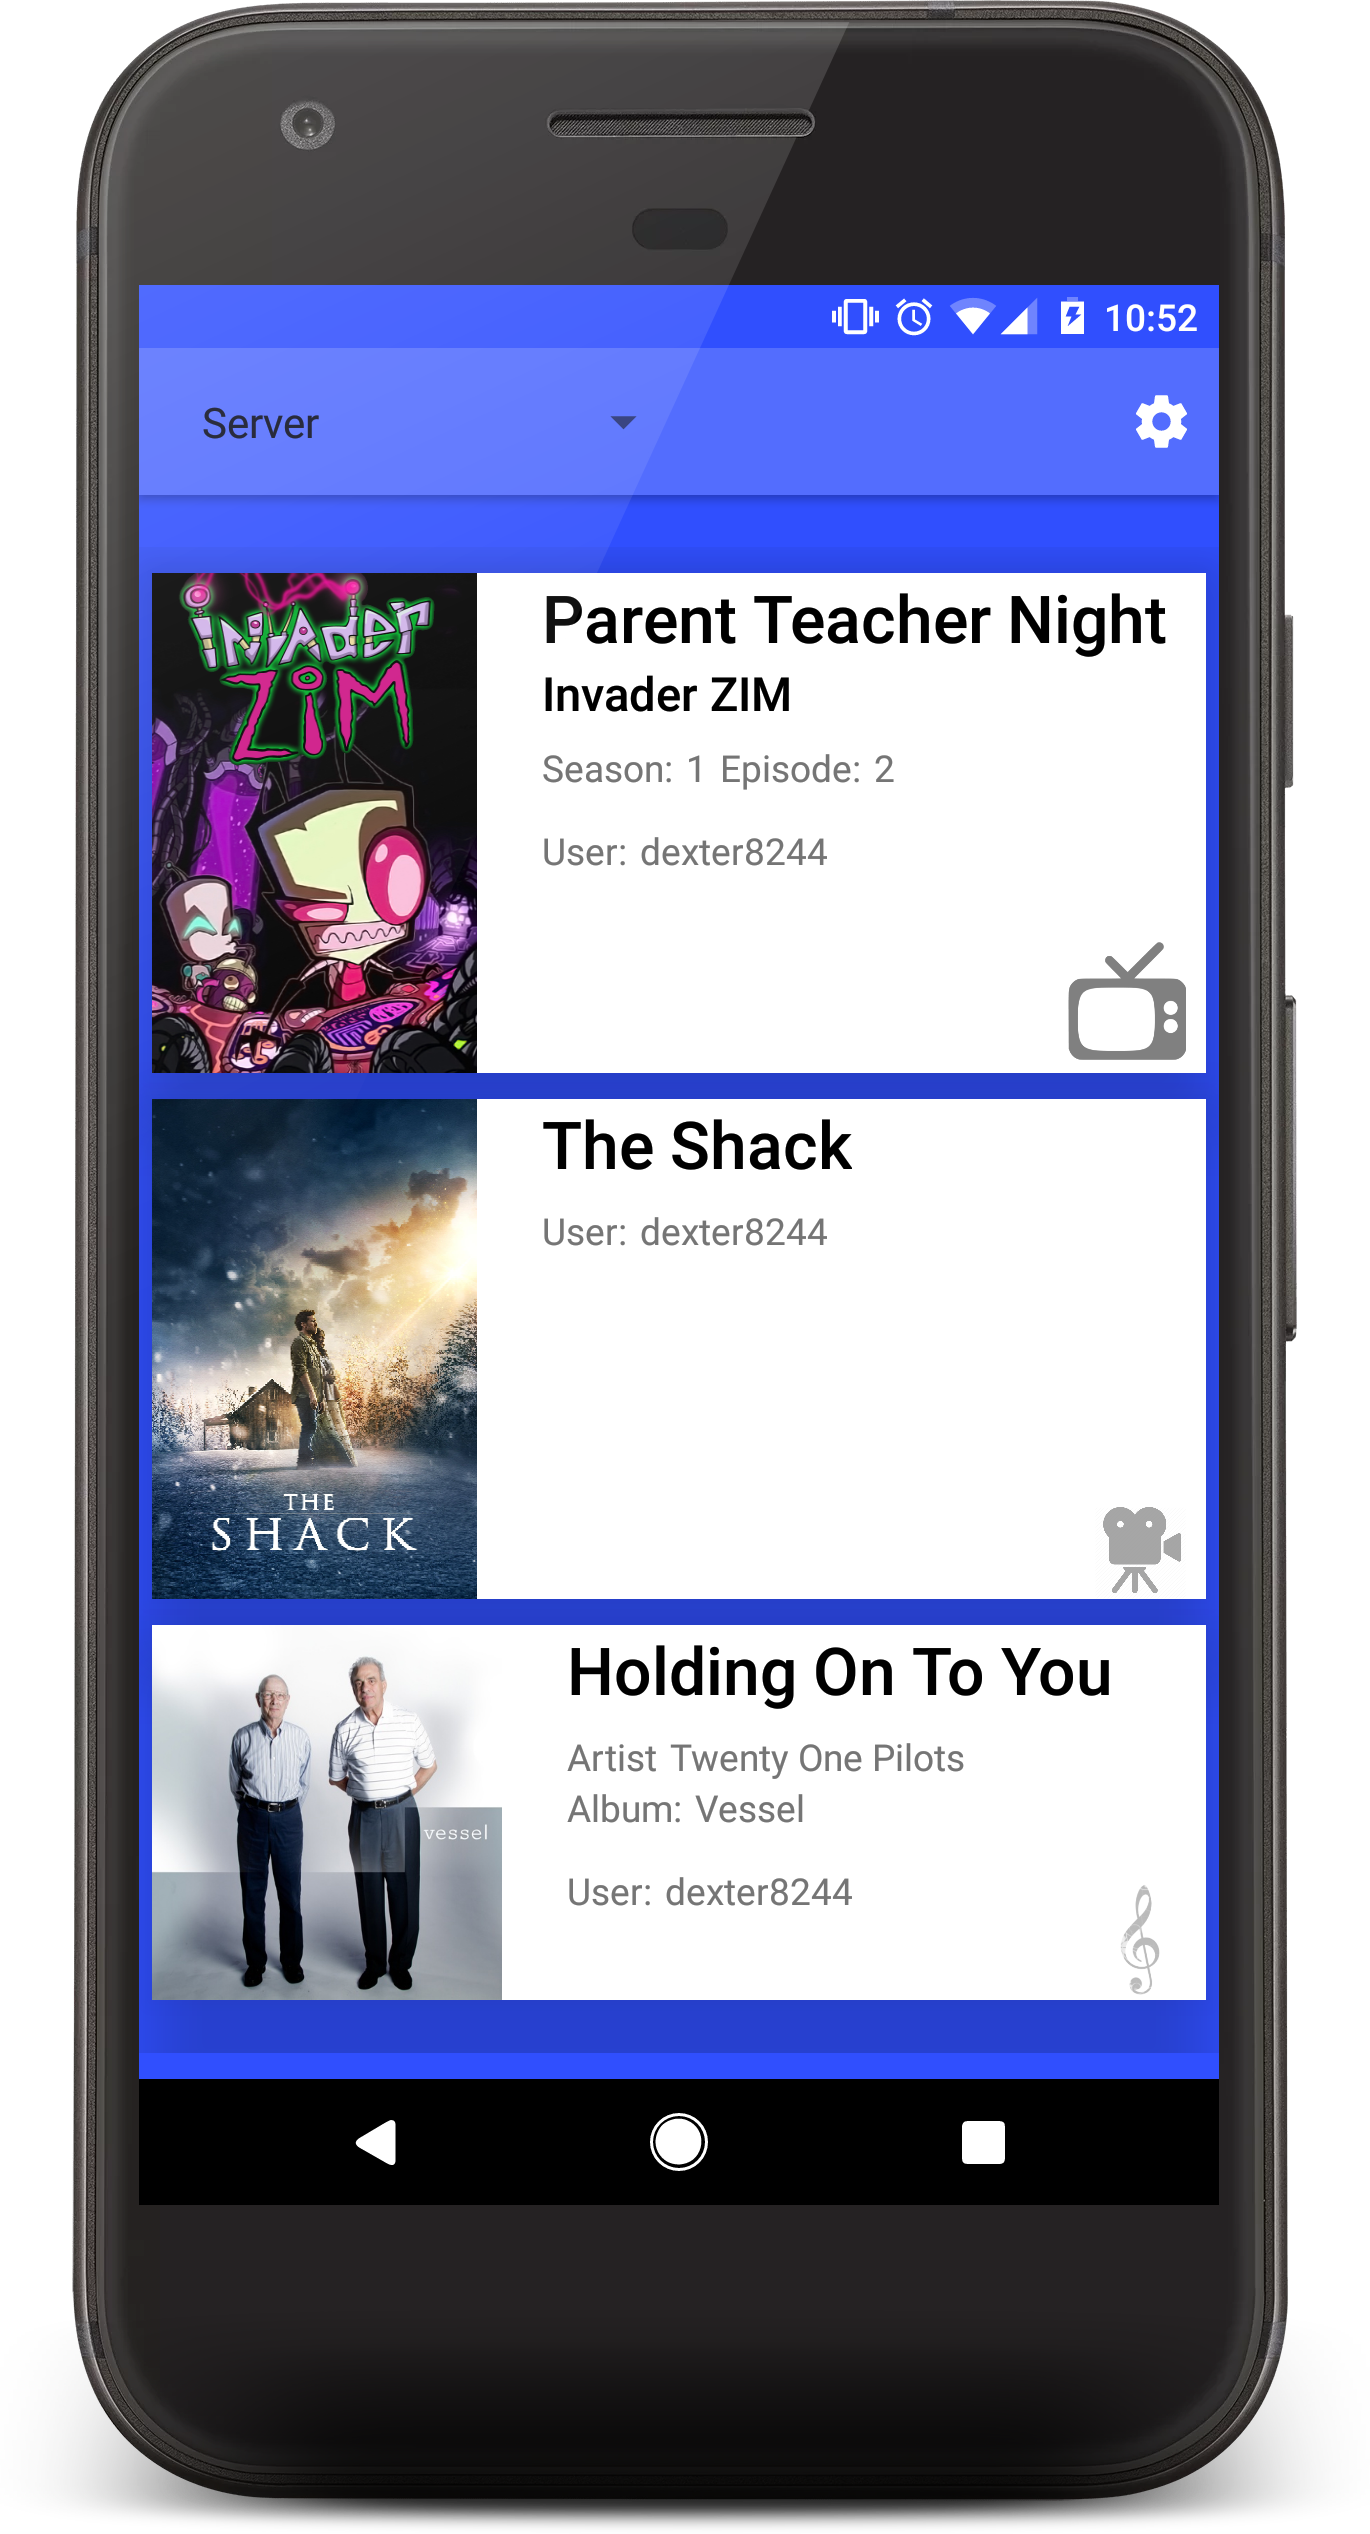 10:52
Server
invader
ZIM
Parent Teacher Night
Invader ZIM
Season: 1 Episode: 2
User: dexter8244
THE
SHACK
The Shack
User: dexter8244
vessel
Holding On To You
Artist Twenty One Pilots
Album: Vessel
User: dexter8244